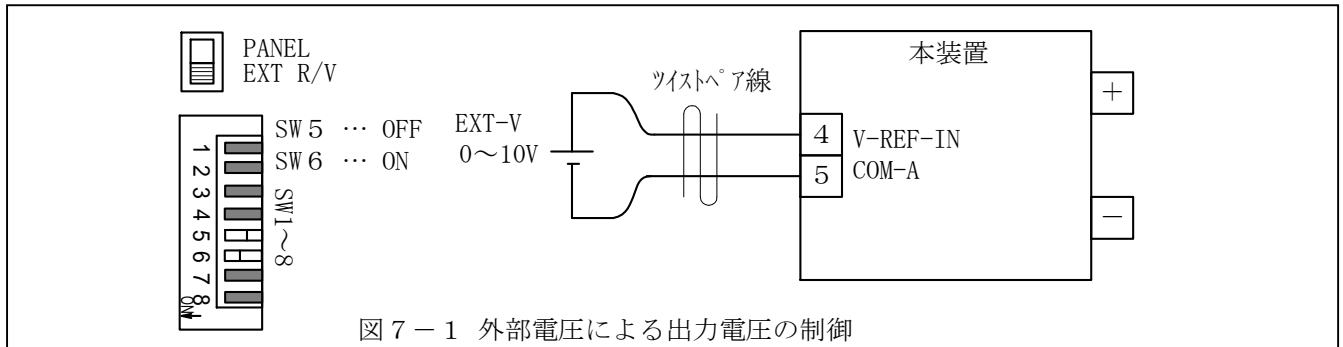 PANEL
EXT R/V
SW5 … OFF
SW6 … ON
1 2 3 4 5 6 7 8
ON
SW1～8
EXT-V
0～10V
ﾂｲｽﾄﾍﾟｱ線
本装置
4 V-REF-IN
5 COM-A
＋
－
図７－１ 外部電圧による出力電圧の制御